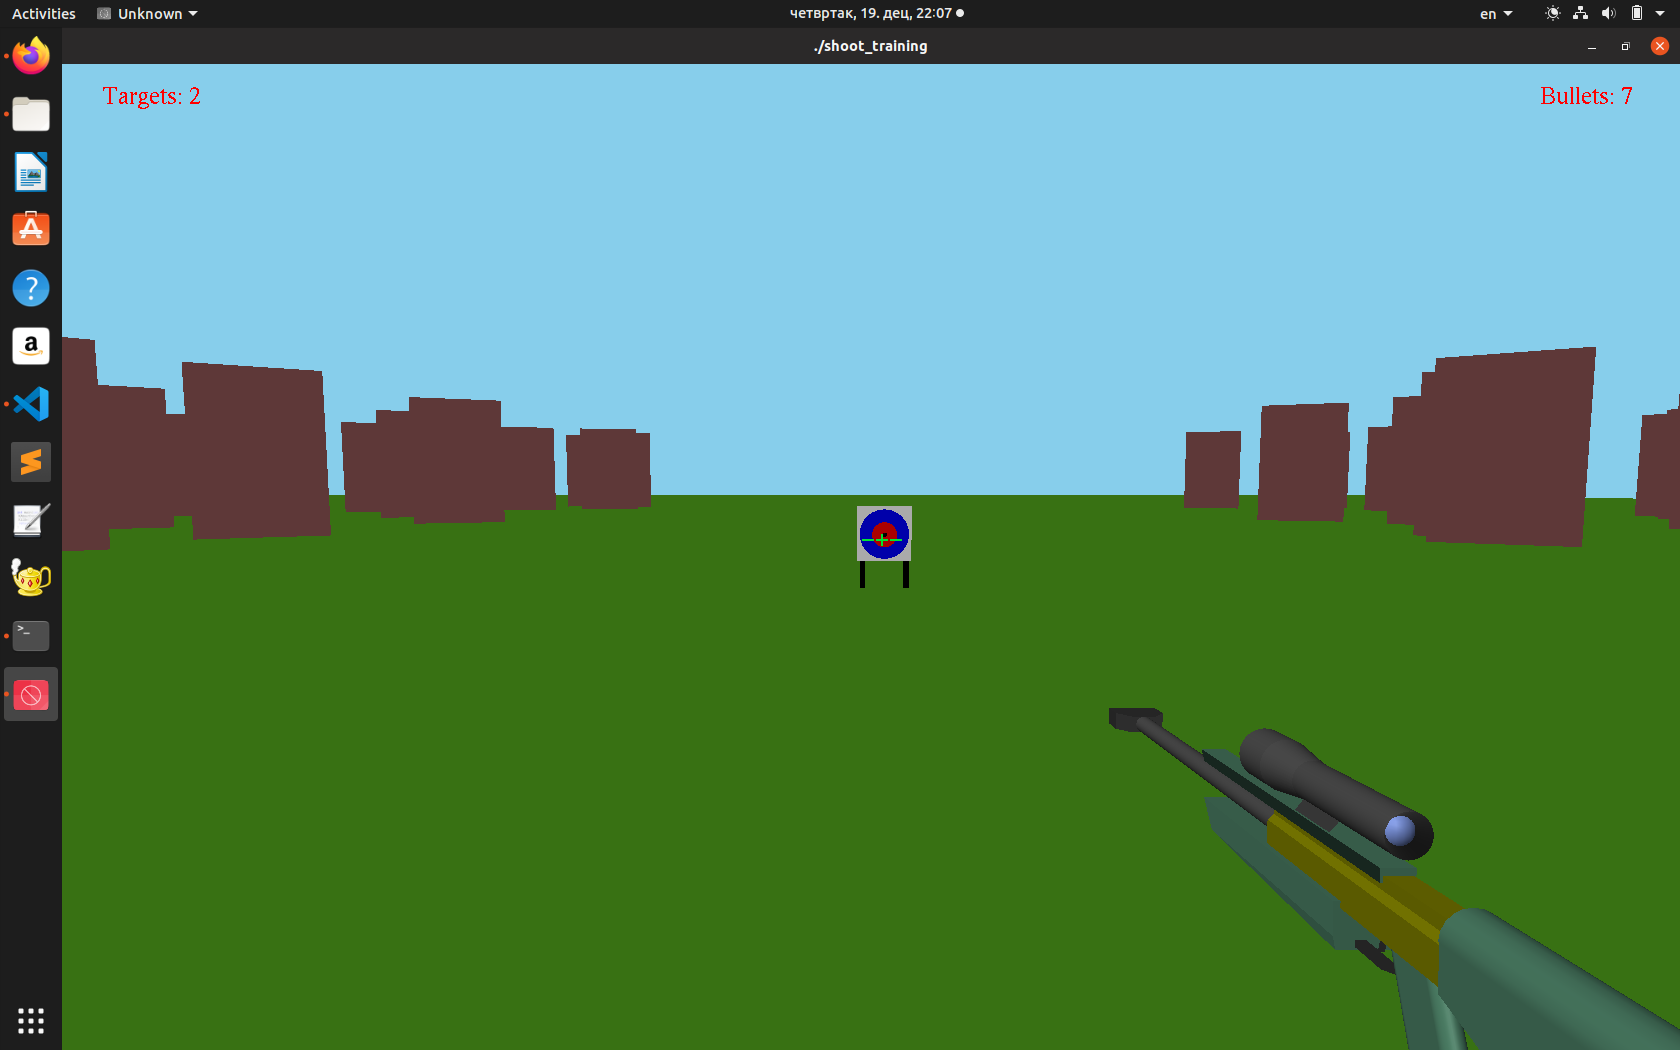 Activities
Unknown
четвртак, 19. дец, 22:07
en
./shoot_training
Targets: 2
Bullets: 7